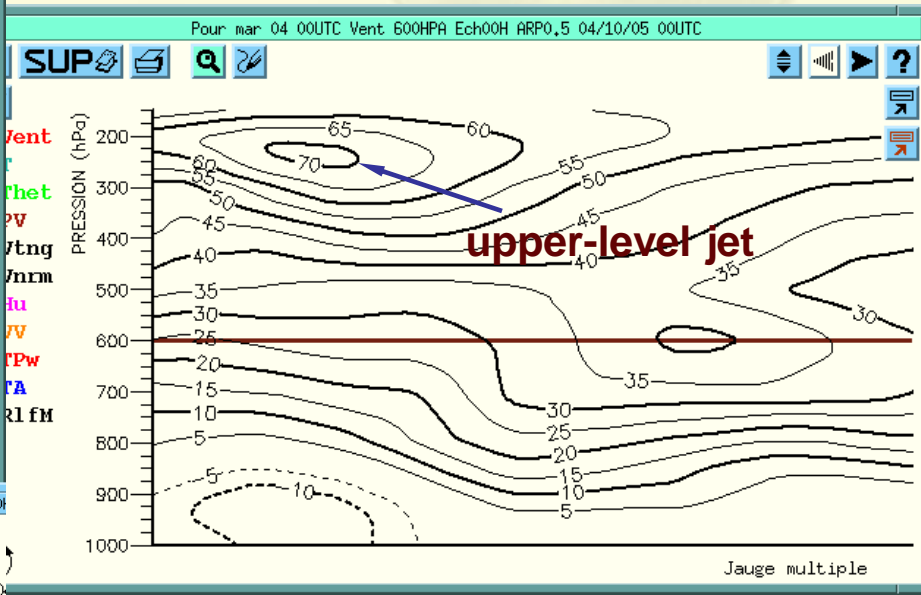 Pour mar 04 00UTC Vent 600HPA Ech00H ARP0.5 04/10/05 00UTC
SUP ?
Vent
Thet
PV
Vtng
Vnrm
Hu
VV
TPw
TA
RlfM
PRESSION (hPa)
200
300
400
500
600
700
800
900
1000
65 60
70
60 55
55 50
50
45 45
upper-level jet
40 40
35 35
30 30
25
20 35
15
10 30
5 25
20
15
5 10 10
5
Jauge multiple